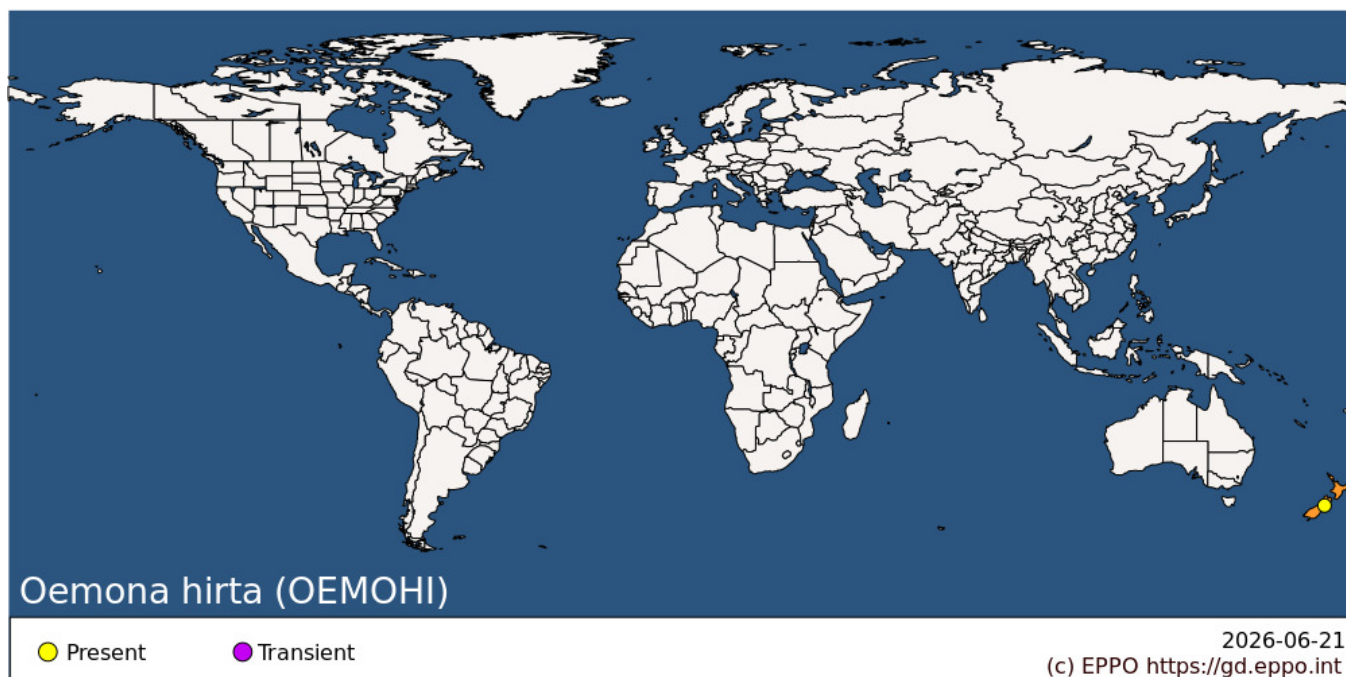 Oemona hirta (OEMOHI)
Present
Transient
2026-06-21
(c) EPPO https://gd.eppo.int